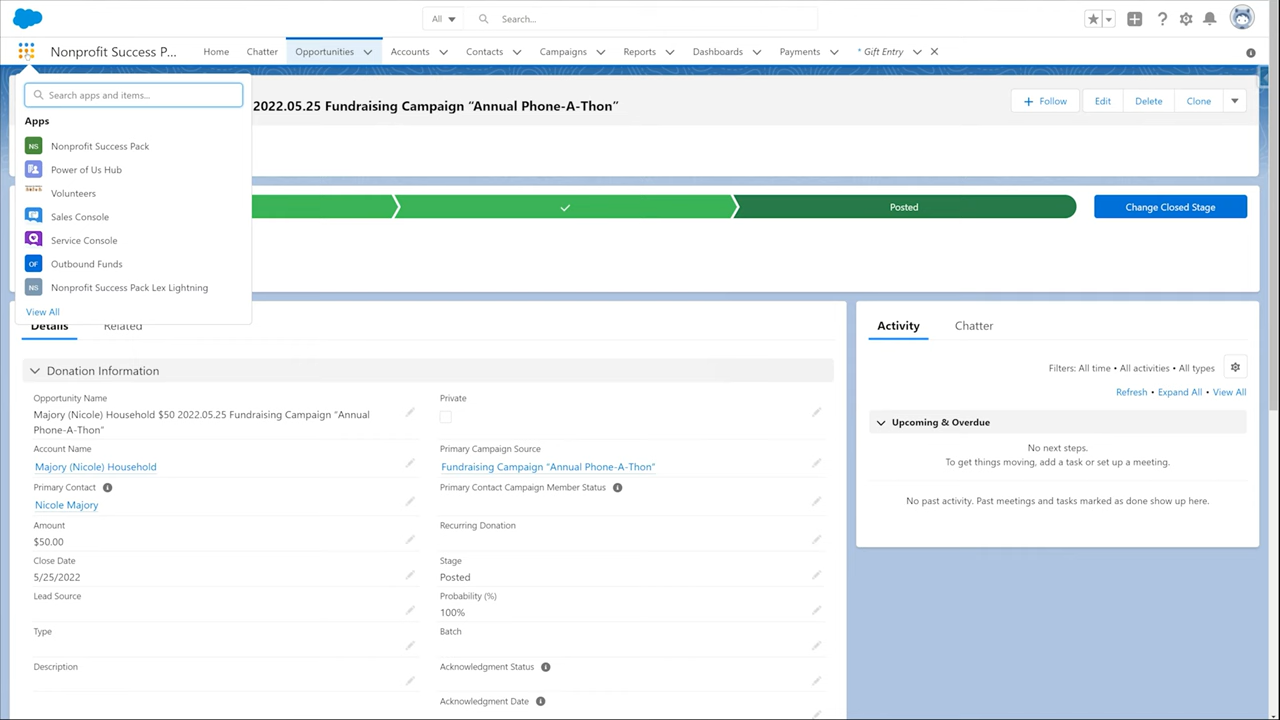 All
Search...
Nonprofit Success P...
Home
Chatter
Opportunities
Accounts
Contacts
Campaigns
Reports
Dashboards
Payments
* Gift Entry
Search apps and items...
Apps
NS Nonprofit Success Pack
Power of Us Hub
Volunteers
Sales Console
Service Console
OF Outbound Funds
NS Nonprofit Success Pack Lex Lightning
View All
2022.05.25 Fundraising Campaign “Annual Phone-A-Thon”
Follow
Edit
Delete
Clone
Posted
Change Closed Stage
Details
Related
Donation Information
Opportunity Name
Majory (Nicole) Household $50 2022.05.25 Fundraising Campaign “Annual
Phone-A-Thon”
Private
Account Name
Majory (Nicole) Household
Primary Campaign Source
Fundraising Campaign “Annual Phone-A-Thon”
Primary Contact
Nicole Majory
Primary Contact Campaign Member Status
Amount
$50.00
Recurring Donation
Close Date
5/25/2022
Stage
Posted
Lead Source
Probability (%)
100%
Type
Batch
Description
Acknowledgment Status
Acknowledgment Date
Activity
Chatter
Filters: All time • All activities • All types
Refresh • Expand All • View All
Upcoming & Overdue
No next steps.
To get things moving, add a task or set up a meeting.
No past activity. Past meetings and tasks marked as done show up here.